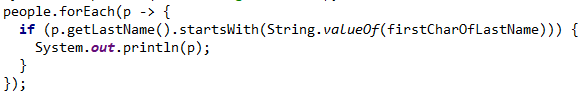 people.forEach(p -> {
  if (p.getLastName().startsWith(String.valueOf(firstCharOfLastName))) {
    System.out.println(p);
  }
});